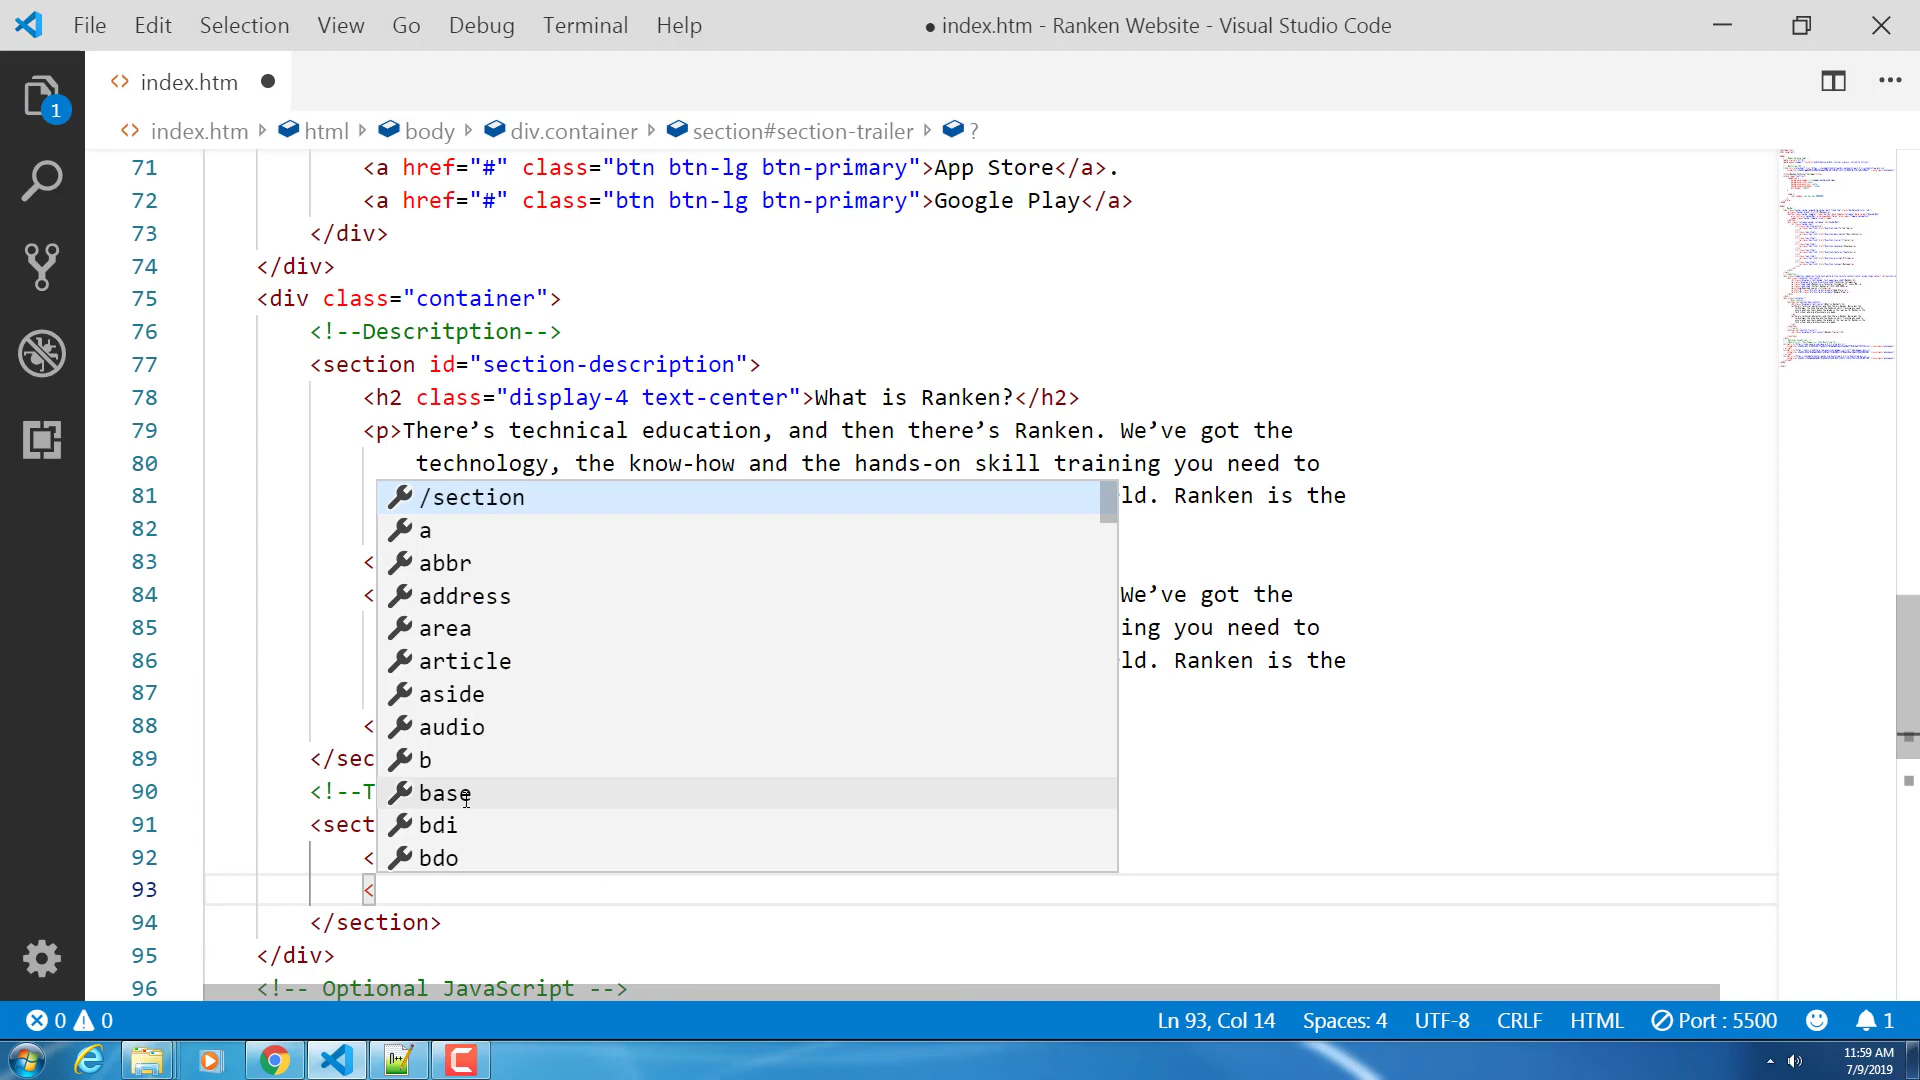 File Edit Selection View Go Debug Terminal Help ● index.htm - Ranken Website - Visual Studio Code
<> index.htm ●
1
<> index.htm html body div.container section#section-trailer ?
71 <a href="#" class="btn btn-lg btn-primary">App Store</a>.
72 <a href="#" class="btn btn-lg btn-primary">Google Play</a>
73 </div>
74 </div>
75 <div class="container">
76 <!--Descritption-->
77 <section id="section-description">
78 <h2 class="display-4 text-center">What is Ranken?</h2>
79 <p>There’s technical education, and then there’s Ranken. We’ve got the
80 technology, the know-how and the hands-on skill training you need to
81 ld. Ranken is the
82
83 <
84 < We’ve got the
85 ing you need to
86 ld. Ranken is the
87
88 <
89 </sec
90 <!--T
91 <sect
92 <
93 <
94 </section>
95 </div>
96 <!-- Optional JavaScript -->
/section
a
abbr
address
area
article
aside
audio
b
base
bdi
bdo
0 0 Ln 93, Col 14 Spaces: 4 UTF-8 CRLF HTML Port : 5500 1
11:59 AM
7/9/2019